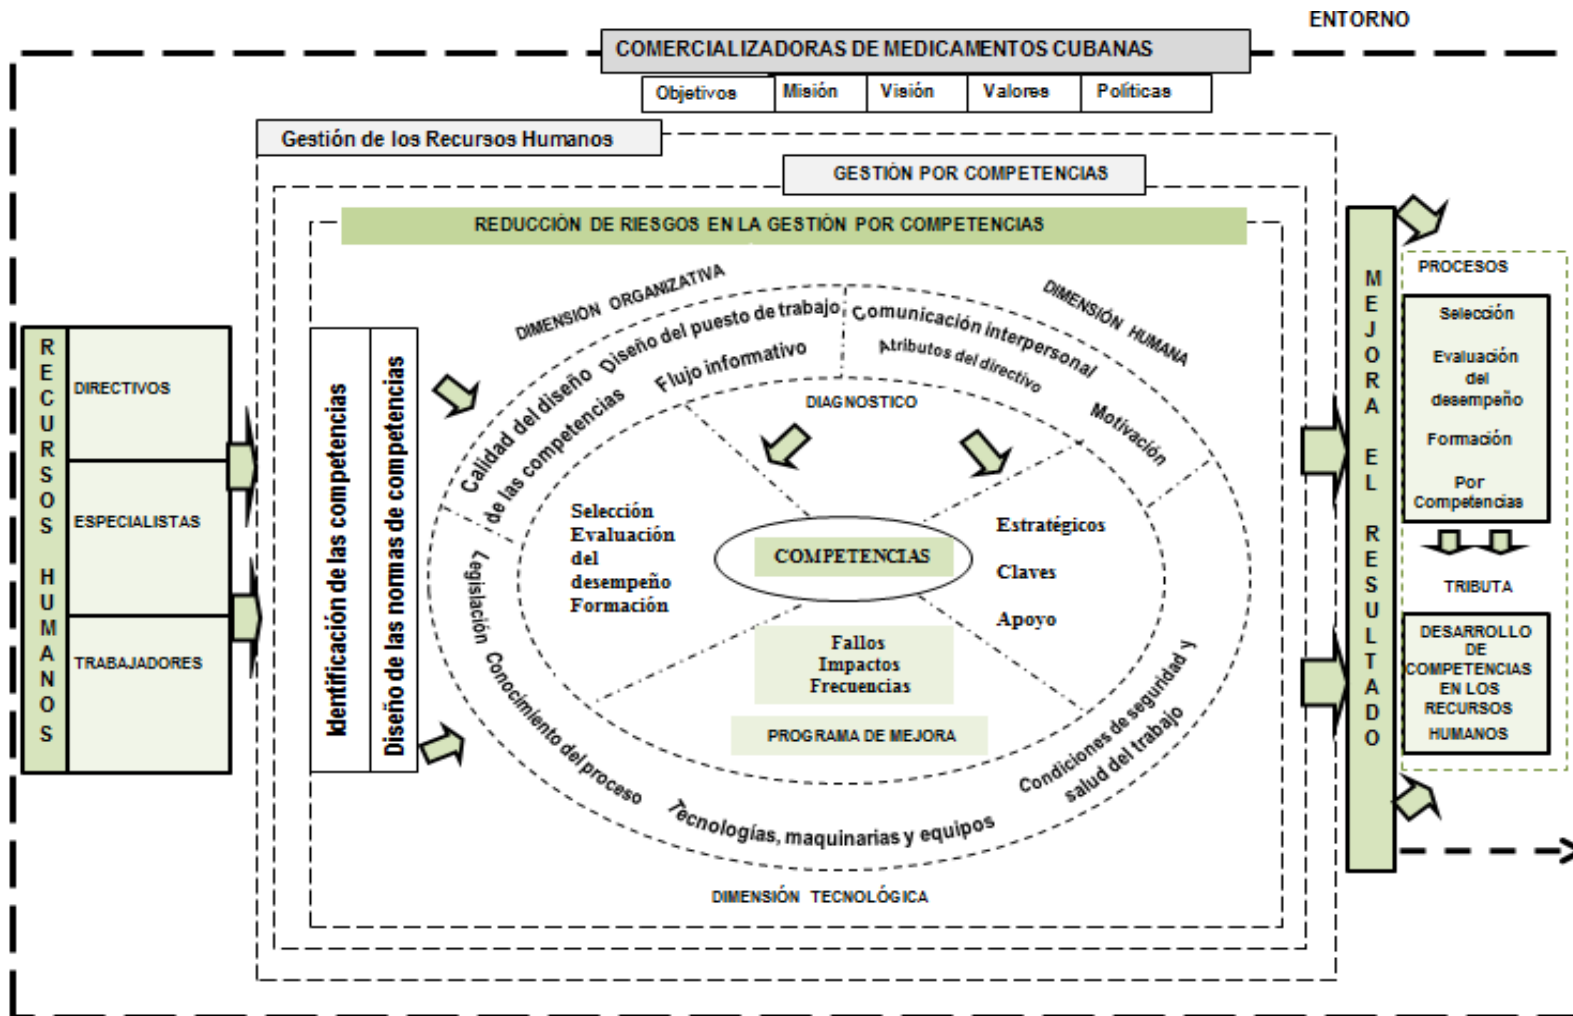 ENTORNO
COMERCIALIZADORAS DE MEDICAMENTOS CUBANAS
Objetivos
Misión
Visión
Valores
Políticas
Gestión de los Recursos Humanos
GESTIÓN POR COMPETENCIAS
REDUCCIÓN DE RIESGOS EN LA GESTIÓN POR COMPETENCIAS
RECURSOS HUMANOS
DIRECTIVOS
ESPECIALISTAS
TRABAJADORES
Identificación de las competencias
Diseño de las normas de competencias
DIMENSIÓN ORGANIZATIVA
DIMENSIÓN HUMANA
Calidad del diseño
de las competencias
Diseño del puesto de trabajo
Flujo informativo
Comunicación interpersonal
Atributos del directivo
Motivación
DIAGNOSTICO
Selección
Evaluación
del
desempeño
Formación
COMPETENCIAS
Estratégicos
Claves
Apoyo
Fallos
Impactos
Frecuencias
PROGRAMA DE MEJORA
Legislación
Conocimiento del proceso
Tecnologías, maquinarias y equipos
Condiciones de seguridad y
salud del trabajo
DIMENSIÓN TECNOLÓGICA
MEJORA EL RESULTADO
PROCESOS
Selección
Evaluación
del
desempeño
Formación
Por
Competencias
TRIBUTA
DESARROLLO
DE
COMPETENCIAS
EN LOS
RECURSOS
HUMANOS